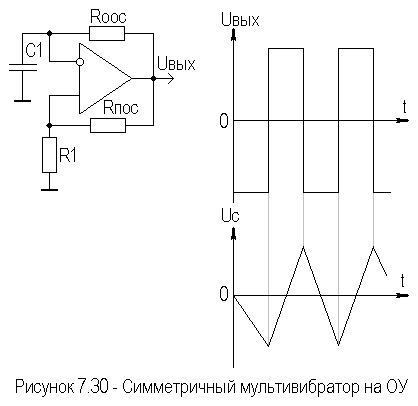 Rоос
C1
Uвых
Rпос
R1
Uвых
0
t
Uc
0
t
Рисунок 7.30 - Симметричный мультивибратор на ОУ